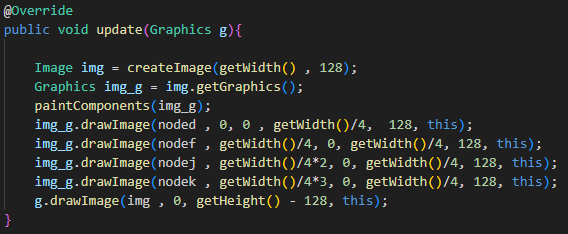 @Override
public void update(Graphics g){
Image img = createImage(getWidth() , 128);
Graphics img_g = img.getGraphics();
paintComponents(img_g);
img_g.drawImage(noded , 0, 0 , getWidth()/4,  128, this);
img_g.drawImage(nodef , getWidth()/4, 0, getWidth()/4, 128, this);
img_g.drawImage(nodej , getWidth()/4*2, 0, getWidth()/4, 128, this);
img_g.drawImage(nodek , getWidth()/4*3, 0, getWidth()/4, 128, this);
g.drawImage(img , 0, getHeight() - 128, this);
}